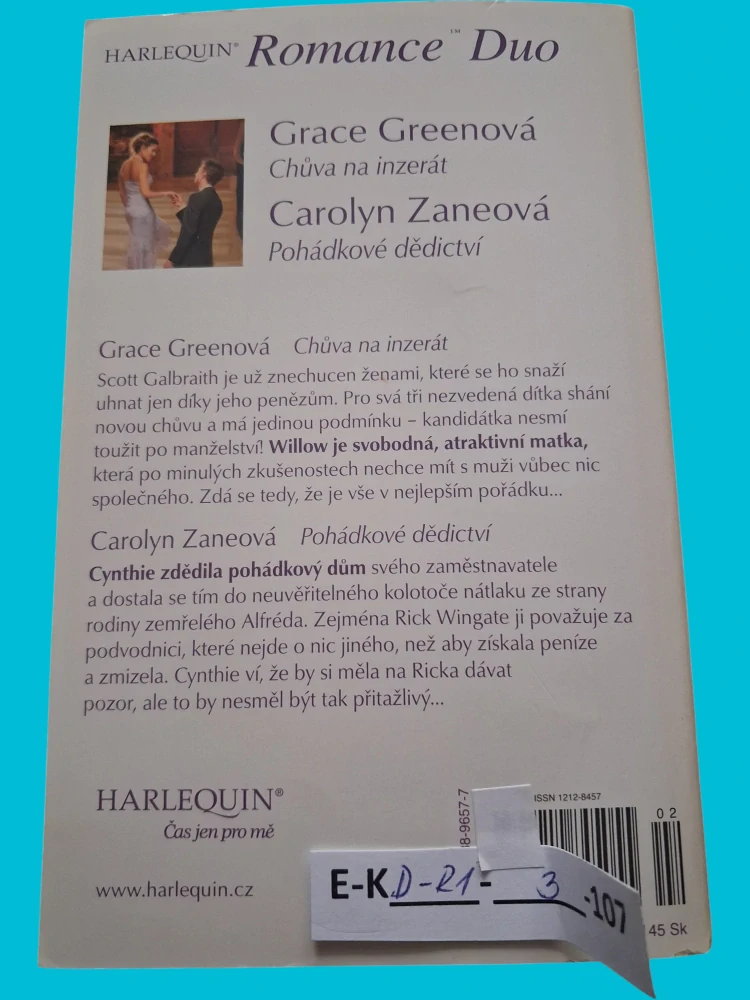 HARLEQUIN® Romance™ Duo
Grace Greenová
Chůva na inzerát
Carolyn Zaneová
Pohádkové dědictví
Grace Greenová Chůva na inzerát
Scott Galbraith je už znechucen ženami, které se ho snaží
uhnat jen díky jeho penězům. Pro svá tři nezvedená dítka shání
novou chůvu a má jedinou podmínku – kandidátka nesmí
toužit po manželství! Willow je svobodná, atraktivní matka,
která po minulých zkušenostech nechce mít s muži vůbec nic
společného. Zdá se tedy, že je vše v nejlepším pořádku...
Carolyn Zaneová Pohádkové dědictví
Cynthie zdědila pohádkový dům svého zaměstnavatele
a dostala se tím do neuvěřitelného kolotoče nátlaku ze strany
rodiny zemřelého Alfréda. Zejména Rick Wingate ji považuje za
podvodnici, které nejde o nic jiného, než aby získala peníze
a zmizela. Cynthie ví, že by si měla na Ricka dávat
pozor, ale to by nesměl být tak přitažlivý...
HARLEQUIN®
Čas jen pro mě
www.harlequin.cz
8-9657-7
ISSN 1212-8457
02
E-K D-R1-3-107
45 Sk